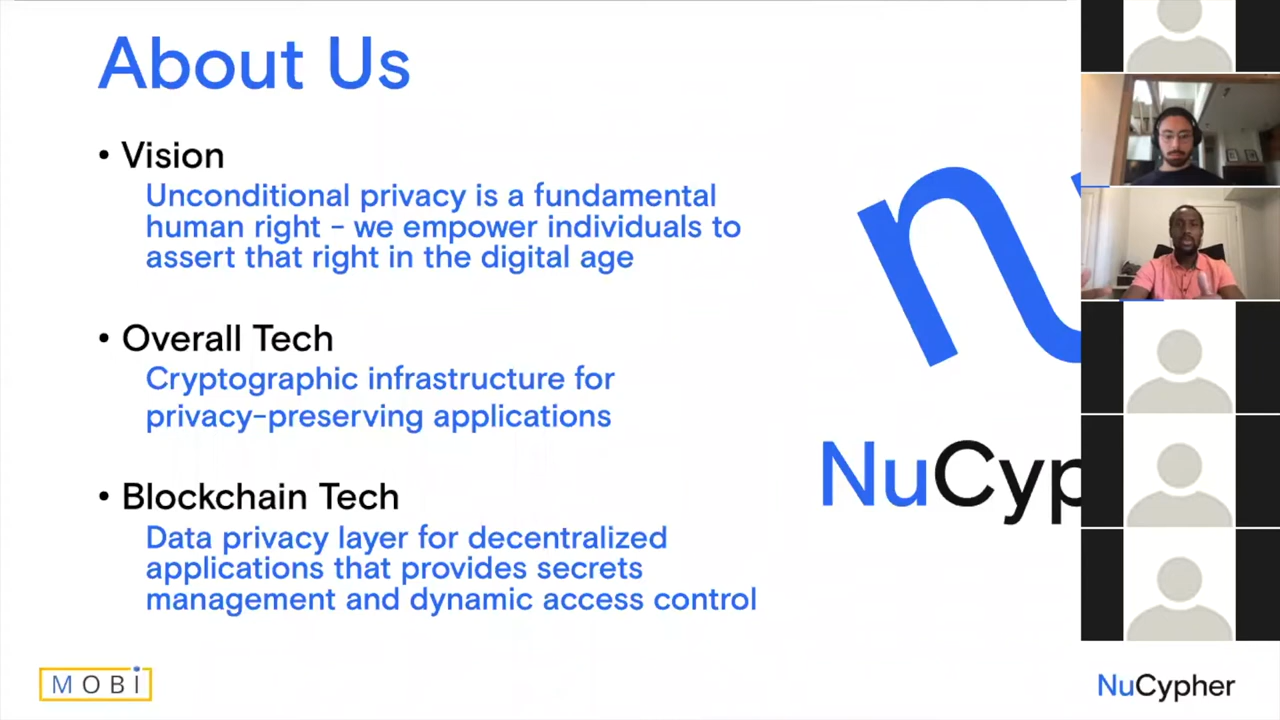 About Us
• Vision
Unconditional privacy is a fundamental
human right - we empower individuals to
assert that right in the digital age
• Overall Tech
Cryptographic infrastructure for
privacy-preserving applications
• Blockchain Tech
Data privacy layer for decentralized
applications that provides secrets
management and dynamic access control
NuCyp
MOBI
NuCypher